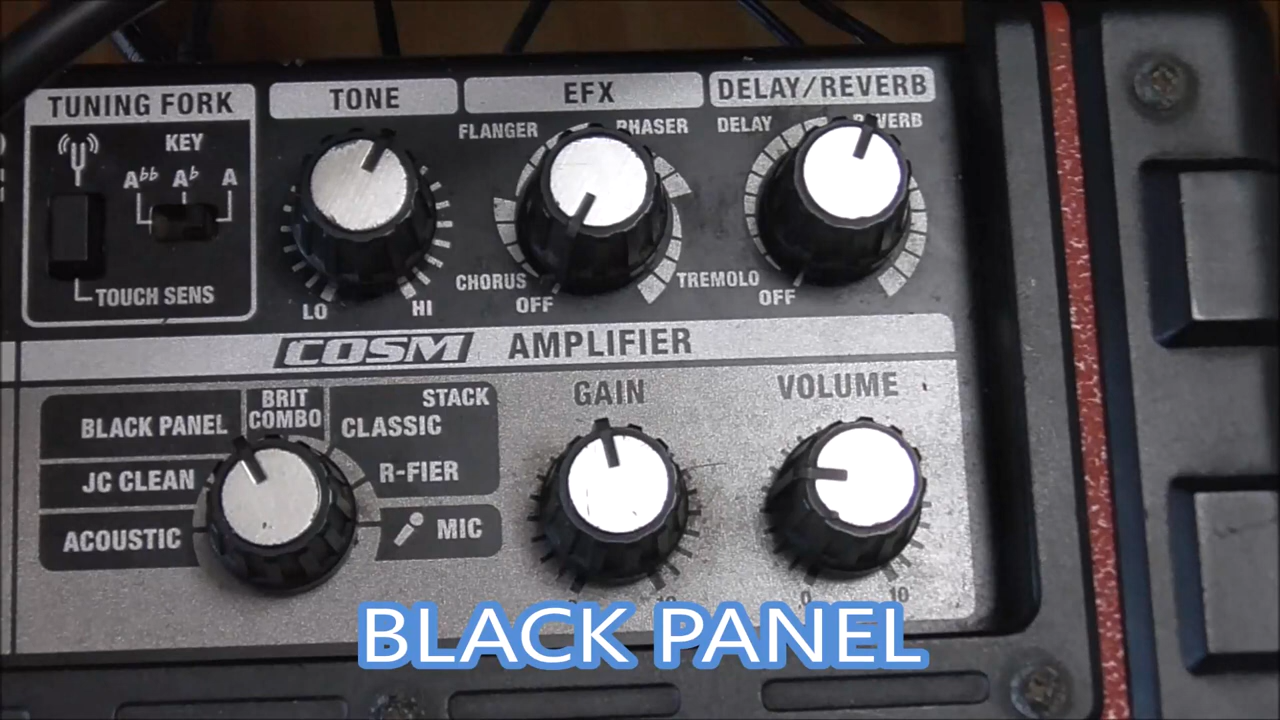 TUNING FORK
TONE
EFX
DELAY/REVERB
KEY
A♭♭ A♭ A
TOUCH SENS
LO
HI
FLANGER
PHASER
CHORUS
OFF
TREMOLO
DELAY
REVERB
OFF
COSM AMPLIFIER
BLACK PANEL
BRIT
COMBO
STACK
CLASSIC
JC CLEAN
R-FIER
ACOUSTIC
MIC
GAIN
VOLUME
0
10
BLACK PANEL